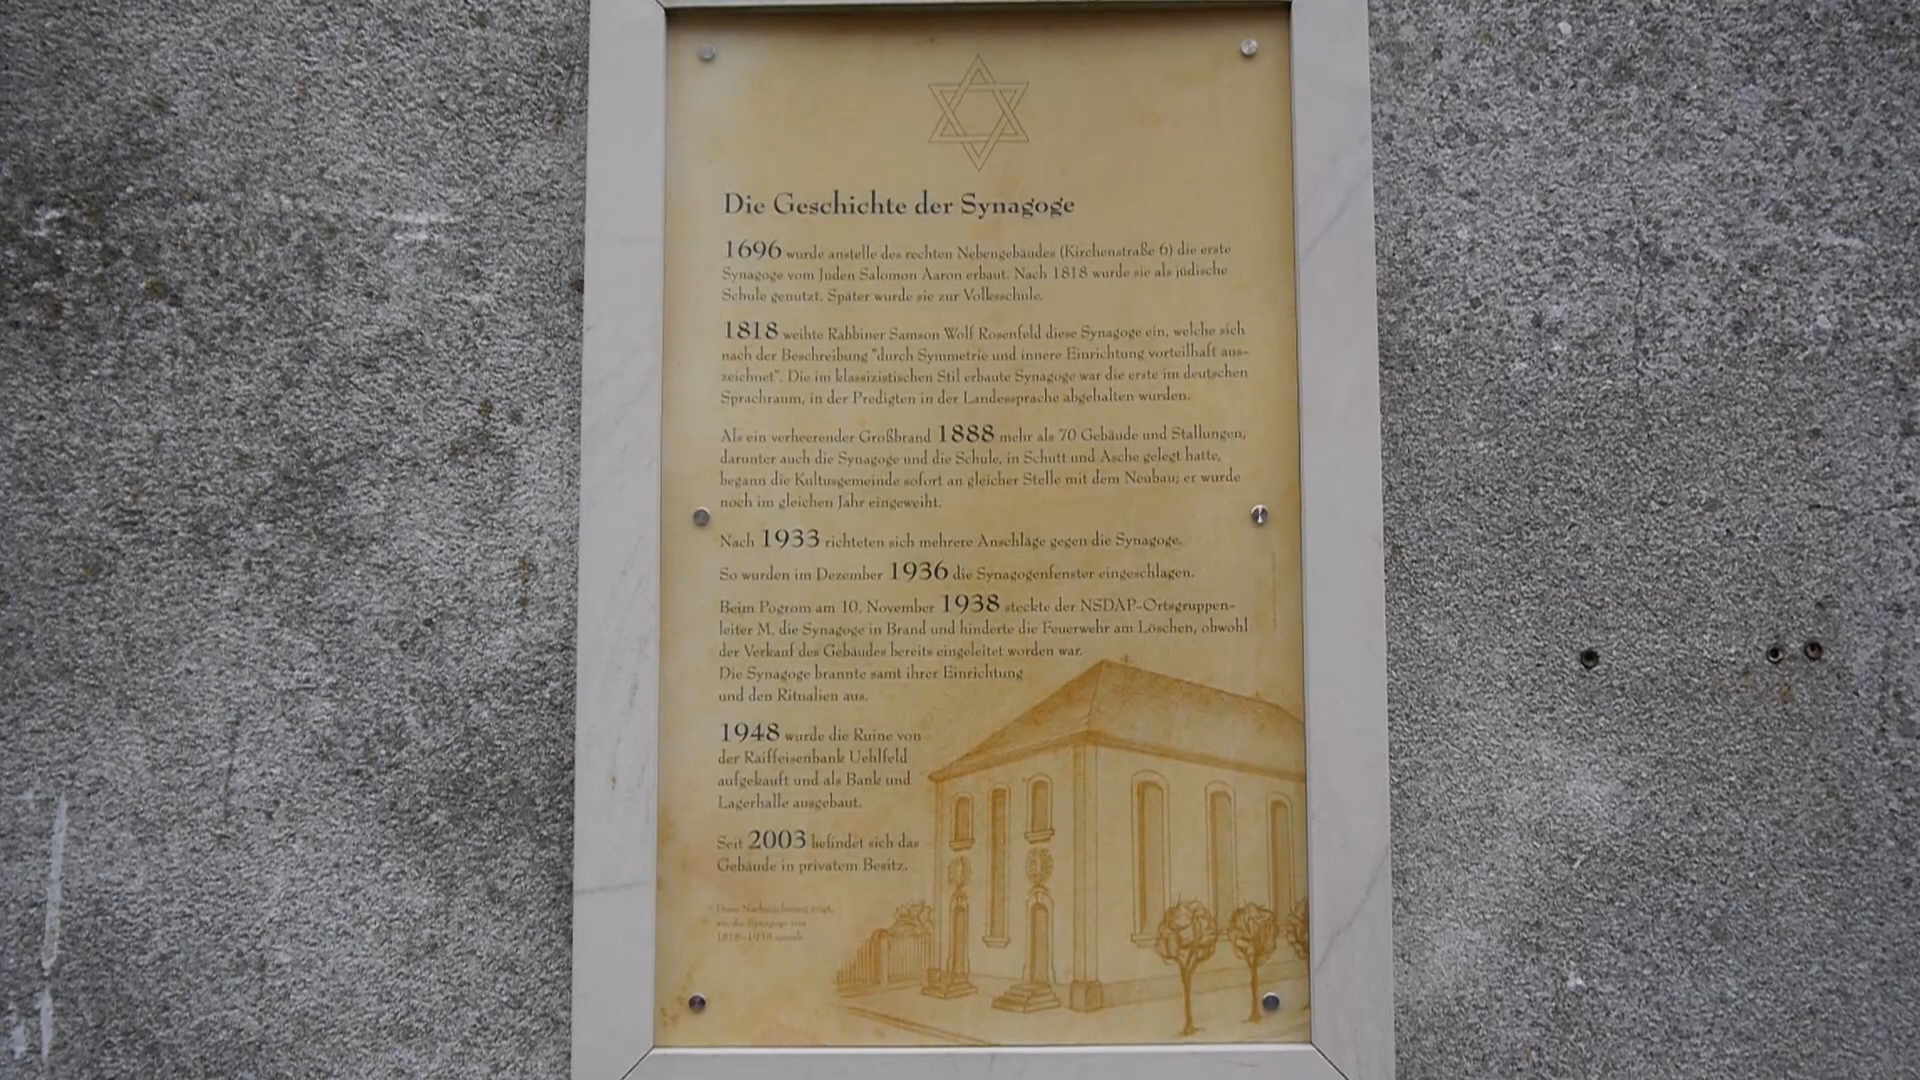 Die Geschichte der Synagoge
1696 wurde anstelle des rechten Nebengebäudes (Kirchenstraße 6) die erste
Synagoge vom Juden Salomon Aaron erbaut. Nach 1818 wurde sie als jüdische
Schule genutzt. Später wurde sie zur Volksschule.
1818 weihte Rabbiner Samson Wolf Rosenfeld diese Synagoge ein, welche sich
nach der Beschreibung "durch Symmetrie und innere Einrichtung vorteilhaft aus-
zeichnet". Die im klassizistischen Stil erbaute Synagoge war die erste im deutschen
Sprachraum, in der Predigten in der Landessprache abgehalten wurden.
Als ein verheerender Großbrand 1888 mehr als 70 Gebäude und Stallungen,
darunter auch die Synagoge und die Schule, in Schutt und Asche gelegt hatte,
begann die Kultusgemeinde sofort an gleicher Stelle mit dem Neubau; er wurde
noch im gleichen Jahr eingeweiht.
Nach 1933 richteten sich mehrere Anschläge gegen die Synagoge.
So wurden im Dezember 1936 die Synagogenfenster eingeschlagen.
Beim Pogrom am 10. November 1938 steckte der NSDAP-Ortsgruppen-
leiter M. die Synagoge in Brand und hinderte die Feuerwehr am Löschen, obwohl
der Verkauf des Gebäudes bereits eingeleitet worden war.
Die Synagoge brannte samt ihrer Einrichtung
und den Ritualien aus.
1948 wurde die Ruine von
der Raiffeisenbank Uehlfeld
aufgekauft und als Bank und
Lagerhalle ausgebaut.
Seit 2003 befindet sich das
Gebäude in privatem Besitz.
Diese Nachzeichnung zeigt,
wie die Synagoge von
1818-1938 aussah.